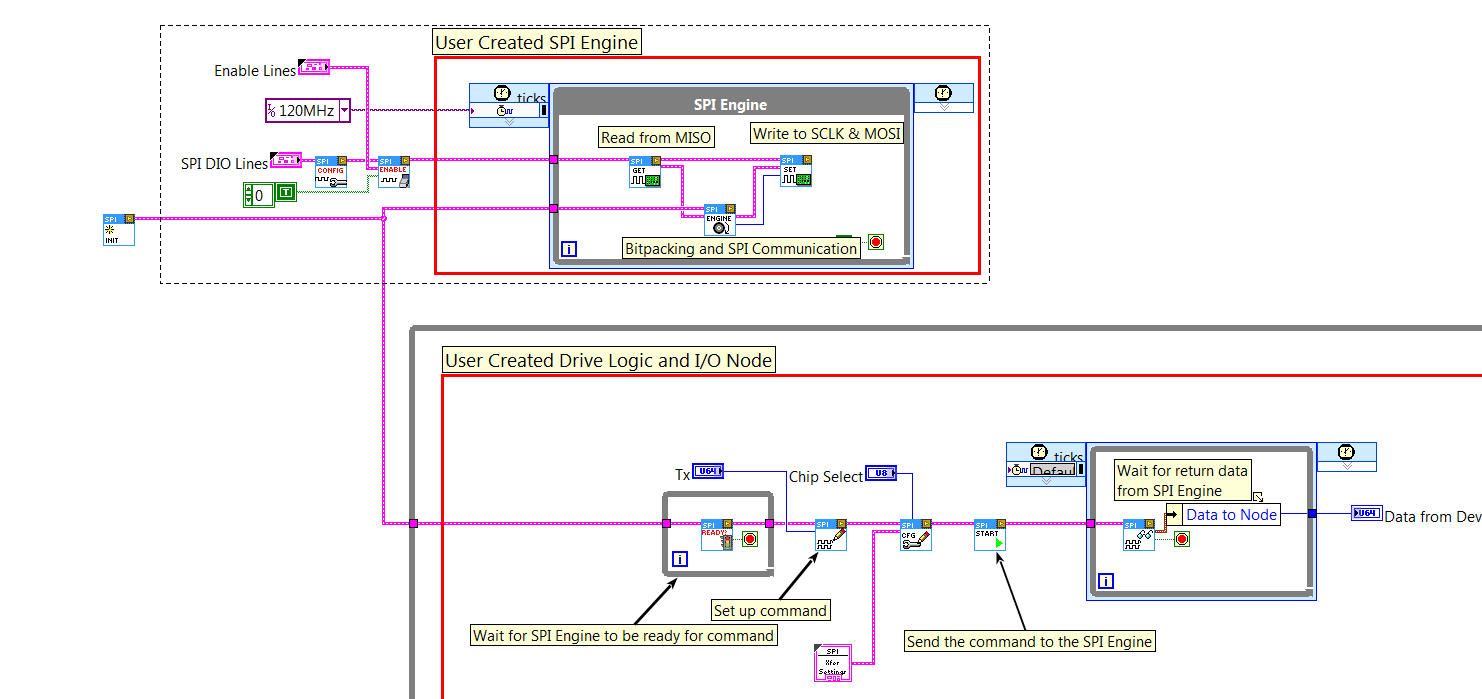 User Created SPI Engine
Enable Lines
ticks
120MHz
SPI Engine
Read from MISO
Write to SCLK & MOSI
SPI DIO Lines
SPI
CONFIG
SPI
ENABLE
SPI
GET
SPI
SET
0
T
SPI
INIT
SPI
ENGINE
i
Bitpacking and SPI Communication
User Created Drive Logic and I/O Node
ticks
Defau
Wait for return data
from SPI Engine
Tx
U64
Chip Select
U8
Data to Node
U64
Data from Dev
SPI
READY
SPI
SPI
CFG
SPI
START
SPI
i
i
Set up command
Wait for SPI Engine to be ready for command
Send the command to the SPI Engine
SPI
Xfer
Settings